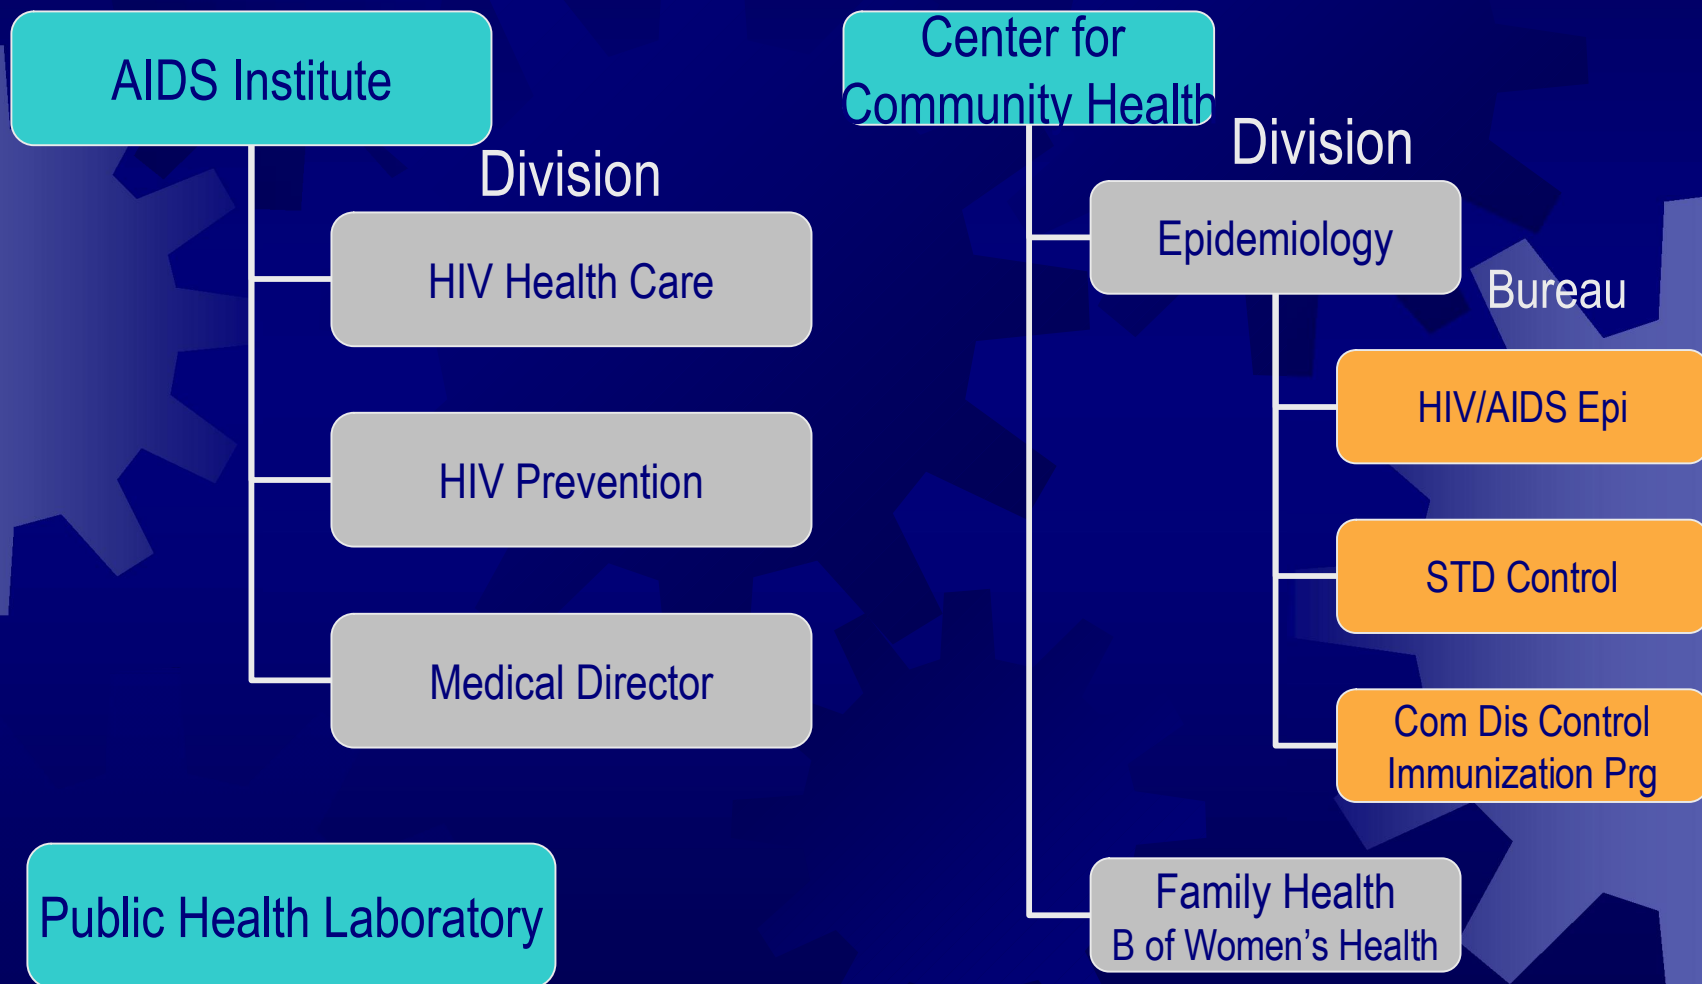 AIDS Institute
Division
HIV Health Care
HIV Prevention
Medical Director
Public Health Laboratory
Center for
Community Health
Division
Epidemiology
Bureau
HIV/AIDS Epi
STD Control
Com Dis Control
Immunization Prg
Family Health
B of Women’s Health